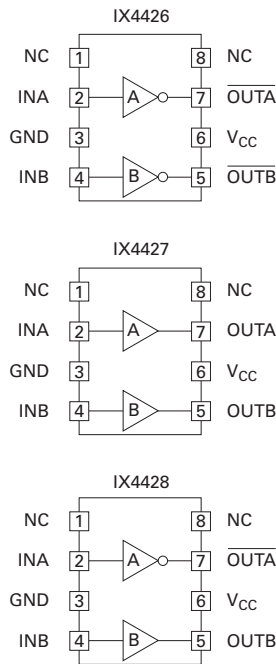 IX4426
NC 1 8 NC
INA 2 A 7 OUTA
GND 3 6 VCC
INB 4 B 5 OUTB
IX4427
NC 1 8 NC
INA 2 A 7 OUTA
GND 3 6 VCC
INB 4 B 5 OUTB
IX4428
NC 1 8 NC
INA 2 A 7 OUTA
GND 3 6 VCC
INB 4 B 5 OUTB